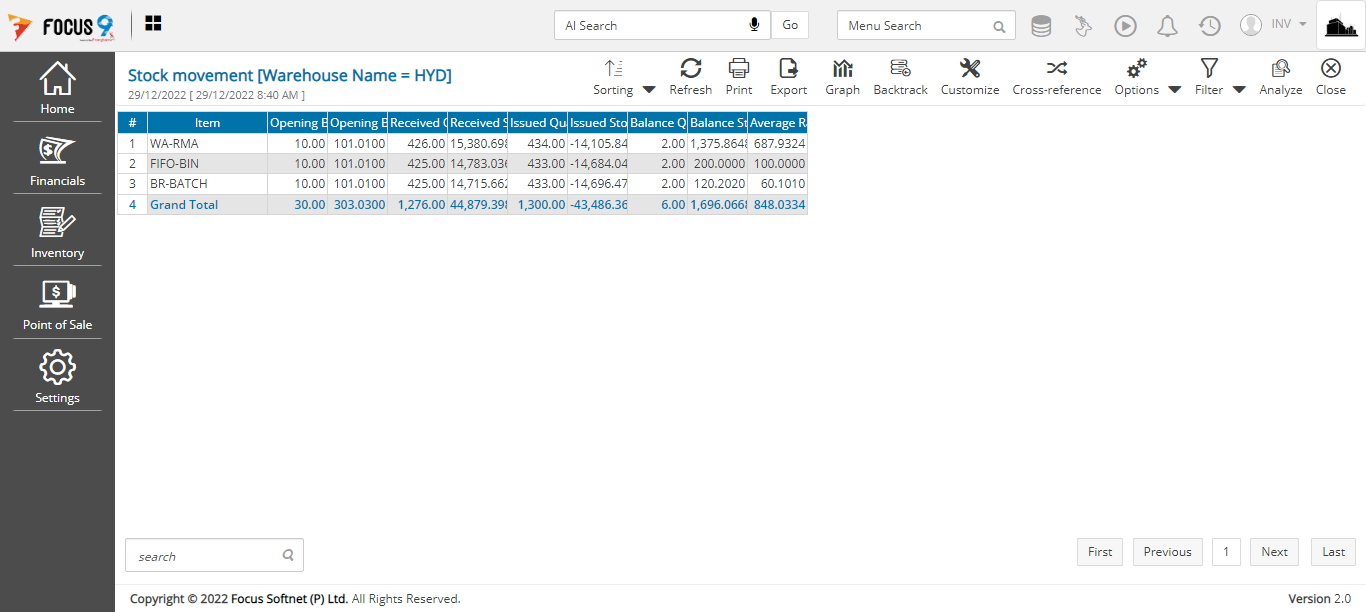 FOCUS 9
AI Search
Go
Menu Search
INV
Home
Financials
Inventory
Point of Sale
Settings
Stock movement [Warehouse Name = HYD]
29/12/2022 [ 29/12/2022 8:40 AM ]
Sorting Refresh Print Export Graph Backtrack Customize Cross-reference Options Filter Analyze Close
# Item Opening B Opening B Received Q Received S Issued Qu Issued Sto Balance Q Balance St Average Ra
1 WA-RMA 10.00 101.0100 426.00 15,380.698 434.00 -14,105.84 2.00 1,375.8648 687.9324
2 FIFO-BIN 10.00 101.0100 425.00 14,783.036 433.00 -14,684.04 2.00 200.0000 100.0000
3 BR-BATCH 10.00 101.0100 425.00 14,715.662 433.00 -14,696.47 2.00 120.2020 60.1010
4 Grand Total 30.00 303.0300 1,276.00 44,879.398 1,300.00 -43,486.36 6.00 1,696.0668 848.0334
search
First Previous 1 Next Last
Copyright © 2022 Focus Softnet (P) Ltd. All Rights Reserved.
Version 2.0